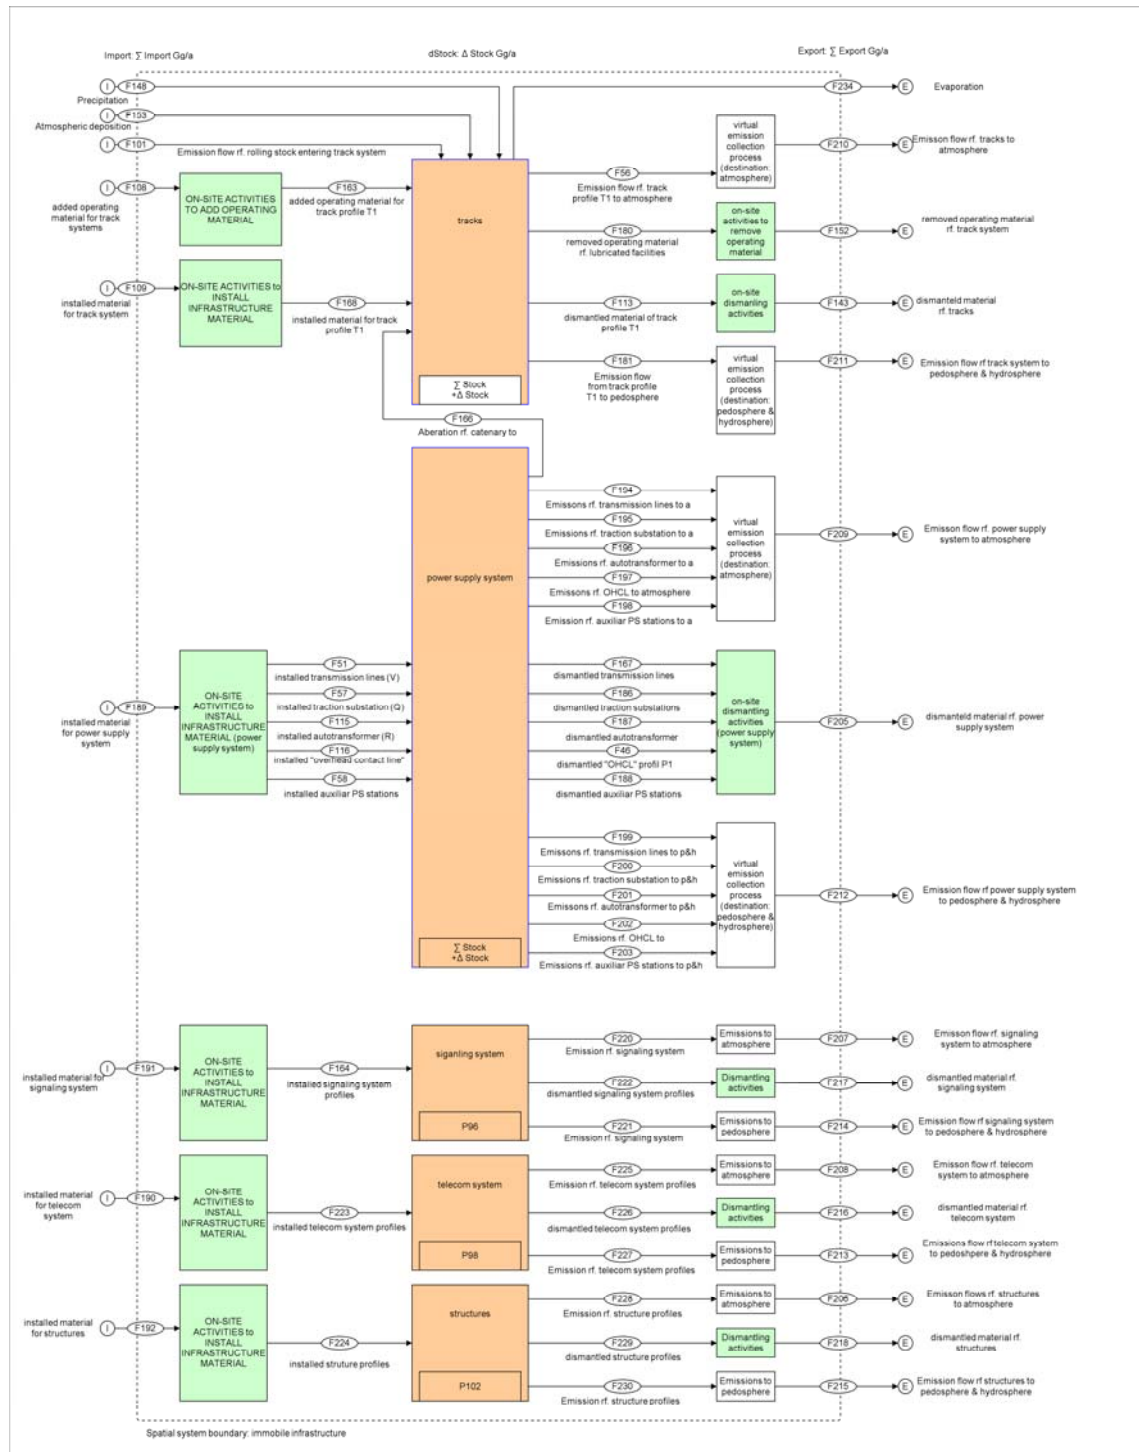 Import: ∑ Import Gg/a
dStock: Δ Stock Gg/a
Export: ∑ Export Gg/a
I
F148
Precipitation
F234
E
Evaporation
I
F153
Atmospheric deposition
I
F101
Emission flow rf. rolling stock entering track system
I
F108
added operating
material for track
systems
ON-SITE ACTIVITIES
TO ADD OPERATING
MATERIAL
F163
added operating material for
track profile T1
I
F109
installed material
for track system
ON-SITE ACTIVITIES to
INSTALL
INFRASTRUCTURE
MATERIAL
F168
installed material for track
profile T1
tracks
∑ Stock
+Δ Stock
F56
Emission flow rf. track
profile T1 to atmosphere
virtual
emission
collection
process
(destination:
atmosphere)
F210
E
Emisson flow rf. tracks to
atmosphere
F180
removed operating material
rf. lubricated facilities
on-site
activities to
remove
operating
material
F152
E
removed operating material
rf. track system
F113
dismantled material of track
profile T1
on-site
dismanling
activities
F143
E
dismanteld material
rf. tracks
F181
Emission flow
from track profile
T1 to pedosphere
virtual
emission
collection
process
(destination:
pedosphere &
hydrosphere)
F211
E
Emission flow rf track system to
pedosphere & hydrosphere
F166
Aberation rf. catenary to
power supply system
∑ Stock
+Δ Stock
F194
Emissons rf. transmission lines to a
F195
Emissions rf. traction substation to a
F196
Emissions rf. autotransformer to a
F197
Emissons rf. OHCL to atmosphere
F198
Emission rf. auxiliar PS stations to a
virtual
emission
collection
process
(destination:
atmosphere)
F209
E
Emisson flow rf. power supply
system to atmosphere
I
F189
installed material
for power supply
system
ON-SITE
ACTIVITIES to
INSTALL
INFRASTRUCTURE
MATERIAL (power
supply system)
F51
installed transmission lines (V)
F57
installed traction substation (Q)
F115
installed autotransformer (R)
F116
installed "overhead contact line"
F58
installed auxiliar PS stations
F167
dismantled transmission lines
F186
dismantled traction substations
F187
dismantled autotransformer
F46
dismantled "OHCL" profil P1
F188
dismantled auxiliar PS stations
on-site
dismantling
activities
(power supply
system)
F205
E
dismanteld material rf. power
supply system
F199
Emissons rf. transmission lines to p&h
F200
Emissions rf. traction substation to p&h
F201
Emissons rf. autotransformer to p&h
F202
Emissions rf. OHCL to
F203
Emissions rf. auxiliar PS stations to p&h
virtual
emission
collection
process
(destination:
pedosphere &
hydrosphere)
F212
E
Emission flow rf power supply system
to pedosphere & hydrosphere
I
F191
installed material for
signaling system
ON-SITE
ACTIVITIES to
INSTALL
INFRASTRUCTURE
MATERIAL
F164
installed signaling system
profiles
siganling system
P96
F220
Emission rf. signaling system
Emissions to
atmosphere
F207
E
Emisson flow rf. signaling
system to atmosphere
F222
dismantled signaling system profiles
Dismantling
activities
F217
E
dismantled material rf.
signaling system
F221
Emission rf. signaling system
Emissions to
pedosphere
F214
E
Emission flow rf signaling system
to pedosphere & hydrosphere
I
F190
installed material
for telecom
system
ON-SITE
ACTIVITIES to
INSTALL
INFRASTRUCTURE
MATERIAL
F223
installed telecom system profiles
telecom system
P98
F225
Emission rf. telecom system profiles
Emissions to
atmosphere
F208
E
Emisson flow rf. telecom
system to atmosphere
F226
dismantled telecom system profiles
Dismantling
activities
F216
E
dismantled material rf.
telecom system
F227
Emission rf. telecom system profiles
Emissions to
pedosphere
F213
E
Emissions flow rf telecom system
to pedoshpere & hydrosphere
I
F192
installed material
for structures
ON-SITE
ACTIVITIES to
INSTALL
INFRASTRUCTURE
MATERIAL
F224
installed struture profiles
structures
P102
F228
Emission rf. structure profiles
Emissions to
atmosphere
F206
E
Emisson flows rf. structures
to atmosphere
F229
dismantled structure profiles
Dismantling
activities
F218
E
dismantled material rf.
structures
F230
Emission rf. structure profiles
Emissions to
pedosphere
F215
E
Emission flow rf structures to
pedosphere & hydrosphere
Spatial system boundary: immobile infrastructure